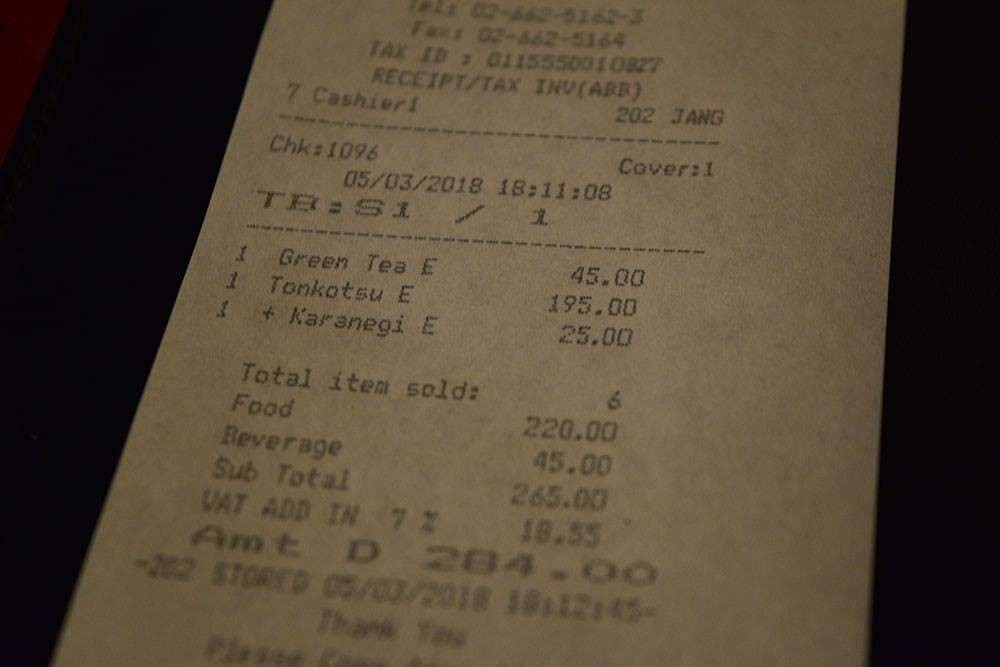 Tel: 02-662-5162-3
Fax: 02-662-5164
TAX ID : 0115550010827
RECEIPT/TAX INV(ABB)
7 Cashier1 202 JANG
Chk:1096 Cover:1
05/03/2018 18:11:08
TB:S1 / 1
1 Green Tea E 45.00
1 Tonkotsu E 195.00
1 + Karanegi E 25.00
Total item sold: 6
Food 220.00
Beverage 45.00
Sub Total 265.00
VAT ADD IN 7 % 18.55
Amt D 284.00
-202 STORED 05/03/2018 18:12:45-
Thank You
Please Come